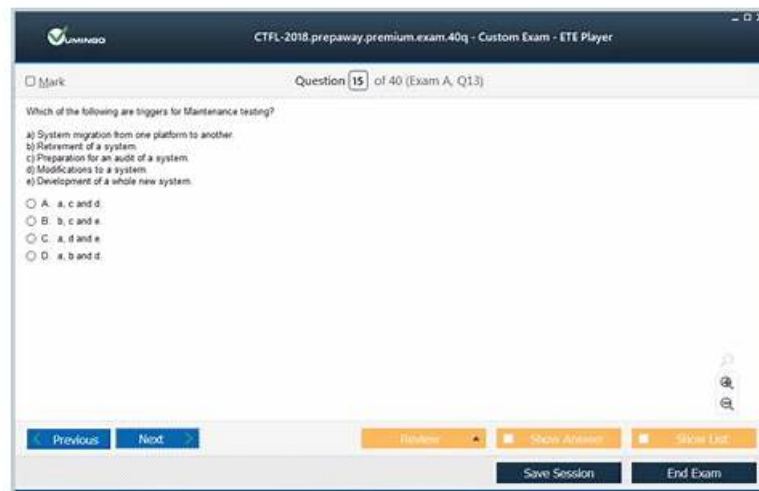 VUMINGO
CTFL-2018.prepaway.premium.exam.40q - Custom Exam - ETE Player
Mark
Question 15 of 40 (Exam A, Q13)
Which of the following are triggers for Maintenance testing?
a) System migration from one platform to another.
b) Retirement of a system.
c) Preparation for an audit of a system.
d) Modifications to a system.
e) Development of a whole new system.
A. a, c and d.
B. b, c and e.
C. a, d and e.
D. a, b and d.
Previous
Next
Review
Show Answer
Show List
Save Session
End Exam